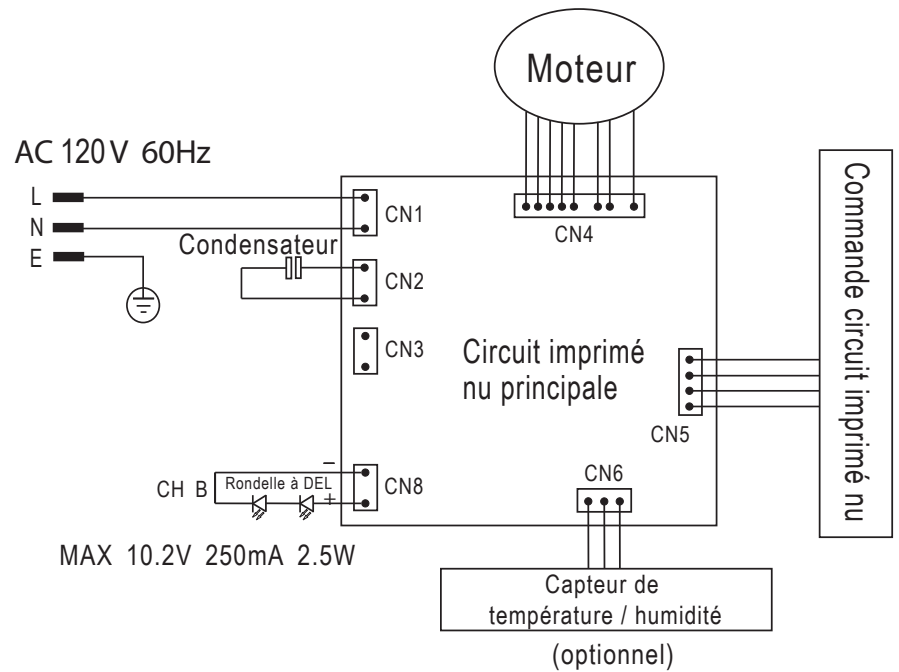 Moteur
AC 120 V 60Hz
L
N
E
CN1
CN4
Condensateur
CN2
CN3
Circuit imprimé
nu principale
CN5
Commande circuit imprimé nu
CH B
Rondelle à DEL
−
+
CN8
CN6
MAX 10.2V 250mA 2.5W
Capteur de
température / humidité
(optionnel)